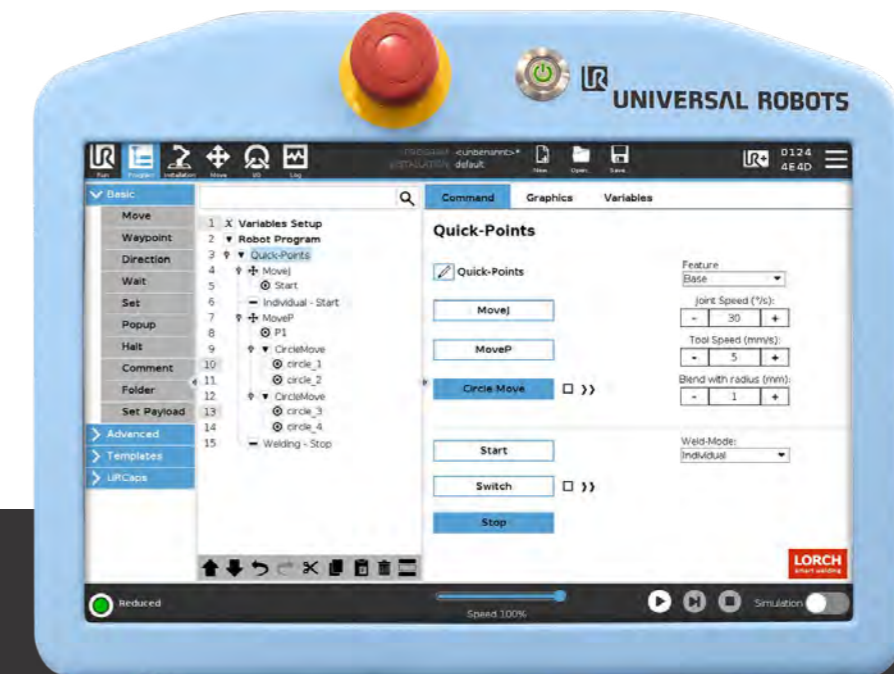 UR
UNIVERSAL ROBOTS
UR
Run
Program
Installation
Move
I/O
Log
PROGRAM <unbenannt>*
INSTALLATION default
New...
Open...
Save...
UR+
0124
4E4D
Basic
Move
Waypoint
Direction
Wait
Set
Popup
Halt
Comment
Folder
Set Payload
Advanced
Templates
URCaps
1 X Variables Setup
2 Robot Program
3 Quick-Points
4 MoveJ
5 Start
6 Individual - Start
7 MoveP
8 P1
9 CircleMove
10 circle_1
11 circle_2
12 CircleMove
13 circle_3
14 circle_4
15 Welding - Stop
Command Graphics Variables
Quick-Points
Quick-Points
MoveJ
MoveP
Circle Move
Start
Switch
Stop
Feature
Base
Joint Speed (°/s):
- 30 +
Tool Speed (mm/s):
- 5 +
Blend with radius (mm):
- 1 +
Weld-Mode:
Individual
LORCH
smart welding
Reduced
Speed 100%
Simulation